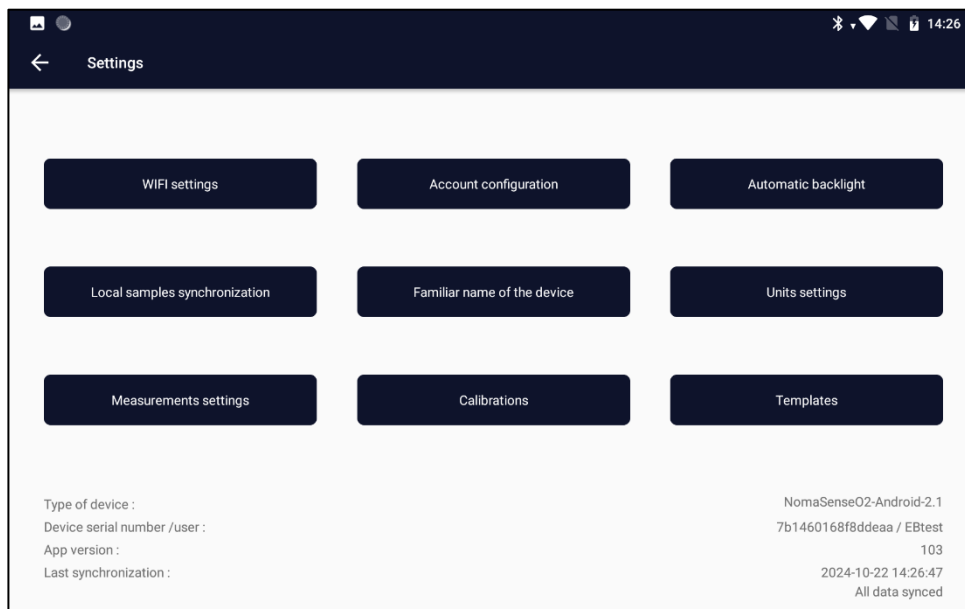 14:26
Settings
WIFI settings Account configuration Automatic backlight
Local samples synchronization Familiar name of the device Units settings
Measurements settings Calibrations Templates
Type of device : NomaSenseO2-Android-2.1
Device serial number /user : 7b1460168f8ddeaa / EBtest
App version : 103
Last synchronization : 2024-10-22 14:26:47
All data synced